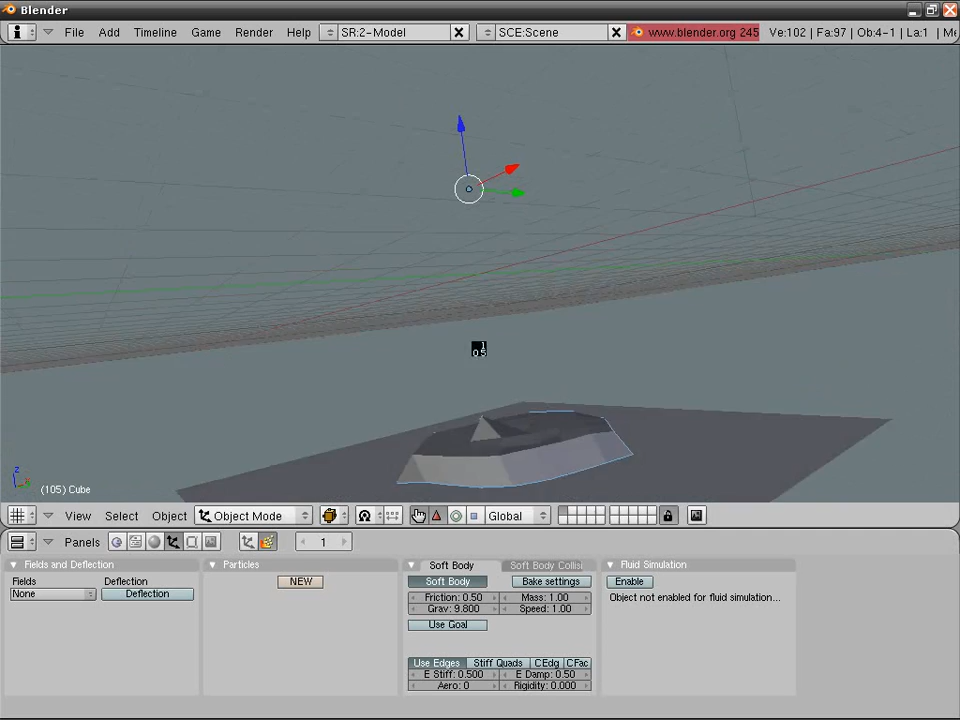 Blender
File Add Timeline Game Render Help SR:2-Model SCE:Scene www.blender.org 245 Ve:102 | Fa:97 | Ob:4-1 | La:1 | Me
1
05
z
(105) Cube
View Select Object Object Mode Global
Panels 1
Fields and Deflection Particles Soft Body Soft Body Collisi Fluid Simulation
Fields Deflection NEW Soft Body Bake settings Enable
None Deflection Friction: 0.50 Mass: 1.00 Object not enabled for fluid simulation...
Grav: 9.800 Speed: 1.00
Use Goal
Use Edges Stiff Quads CEdg CFac
E Stiff: 0.500 E Damp: 0.50
Aero: 0 Rigidity: 0.000